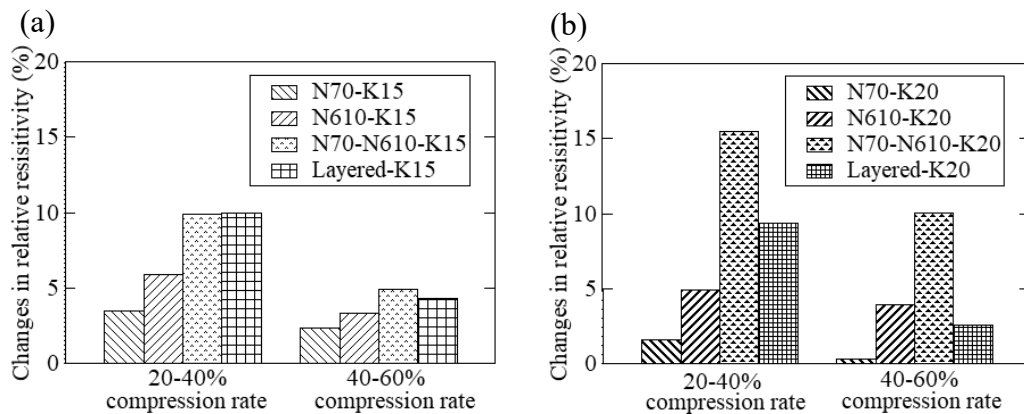 (a)
Changes in relative resisitivity (%)
20
15
10
5
0
N70-K15
N610-K15
N70-N610-K15
Layered-K15
20-40%
compression rate
40-60%
compression rate
(b)
Changes in relative resisitivity (%)
20
15
10
5
0
N70-K20
N610-K20
N70-N610-K20
Layered-K20
20-40%
compression rate
40-60%
compression rate